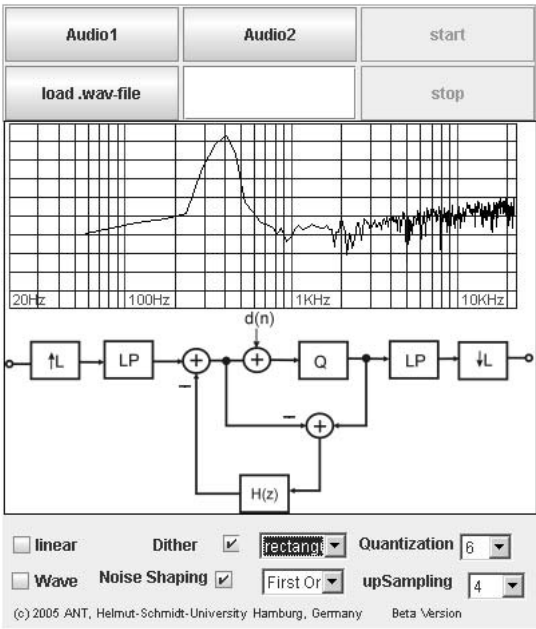 Audio1 Audio2 start
load .wav-file stop
20Hz 100Hz 1KHz 10KHz
d(n)
↑L LP + + Q LP ↓L
−
− +
H(z)
linear Dither rectangu Quantization 6
Wave Noise Shaping First Or upSampling 4
(c) 2005 ANT, Helmut-Schmidt-University Hamburg, Germany Beta Version